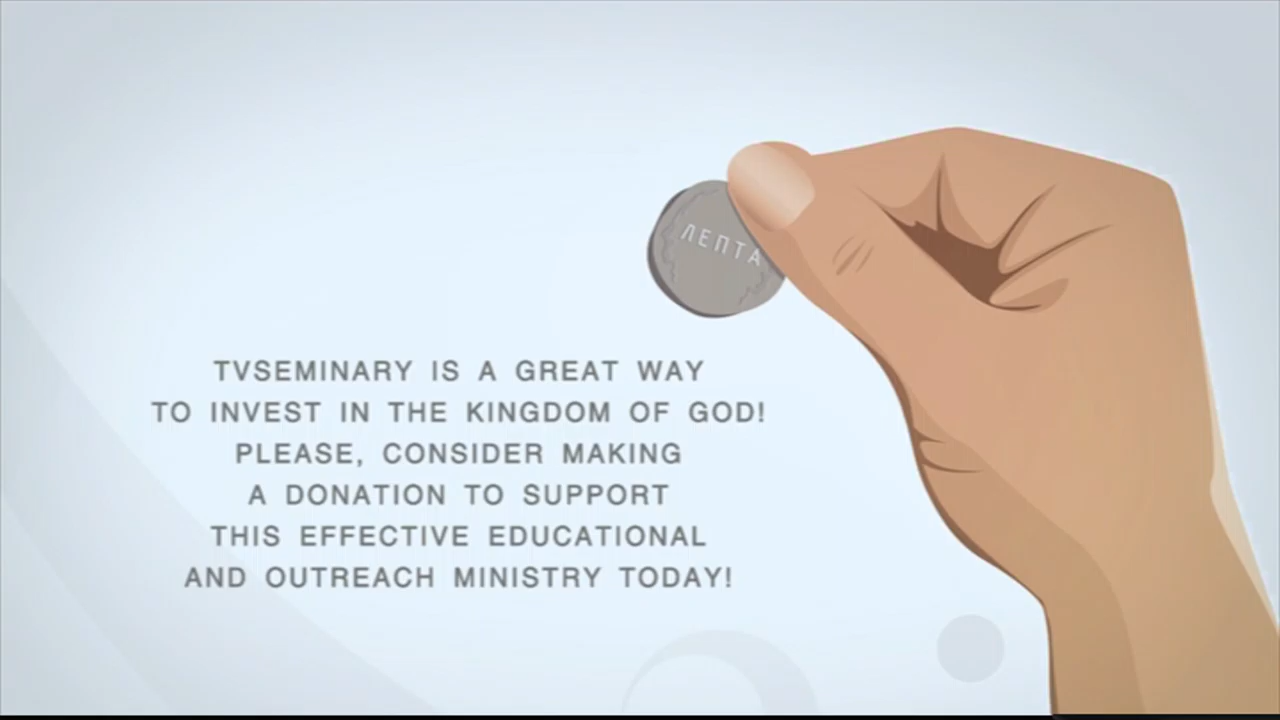 ΛΕΠΤΑ
TVSEMINARY IS A GREAT WAY
TO INVEST IN THE KINGDOM OF GOD!
PLEASE, CONSIDER MAKING
A DONATION TO SUPPORT
THIS EFFECTIVE EDUCATIONAL
AND OUTREACH MINISTRY TODAY!